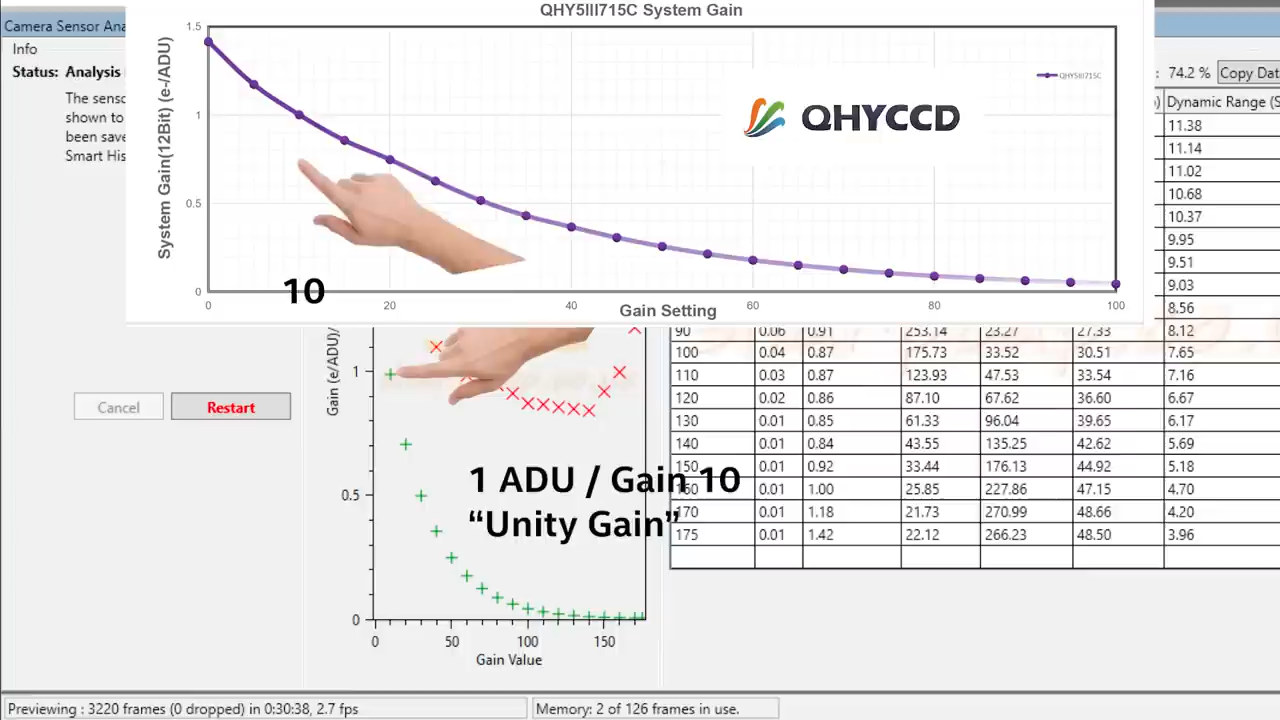 QHY5III715C System Gain
Camera Sensor Ana
Info
Status: Analysis
The senso
shown to
been save
Smart His
System Gain(12Bit) (e-/ADU)
1.5
1
0.5
0
QHY5III715C
QHYCCD
10
0 20 40 60 80 100
Gain Setting
: 74.2 % Copy Dat
Dynamic Range (S
11.38
11.14
11.02
10.68
10.37
9.95
9.51
9.03
8.56
90 0.06 0.91 253.14 23.27 27.33 8.12
100 0.04 0.87 175.73 33.52 30.51 7.65
110 0.03 0.87 123.93 47.53 33.54 7.16
120 0.02 0.86 87.10 67.62 36.60 6.67
130 0.01 0.85 61.33 96.04 39.65 6.17
140 0.01 0.84 43.55 135.25 42.62 5.69
150 0.01 0.92 33.44 176.13 44.92 5.18
160 0.01 1.00 25.85 227.86 47.15 4.70
170 0.01 1.18 21.73 270.99 48.66 4.20
175 0.01 1.42 22.12 266.23 48.50 3.96
Cancel Restart
Gain (e/ADU)/
1
0.5
0
0 50 100 150
Gain Value
1 ADU / Gain 10
“Unity Gain”
Previewing : 3220 frames (0 dropped) in 0:30:38, 2.7 fps
Memory: 2 of 126 frames in use.